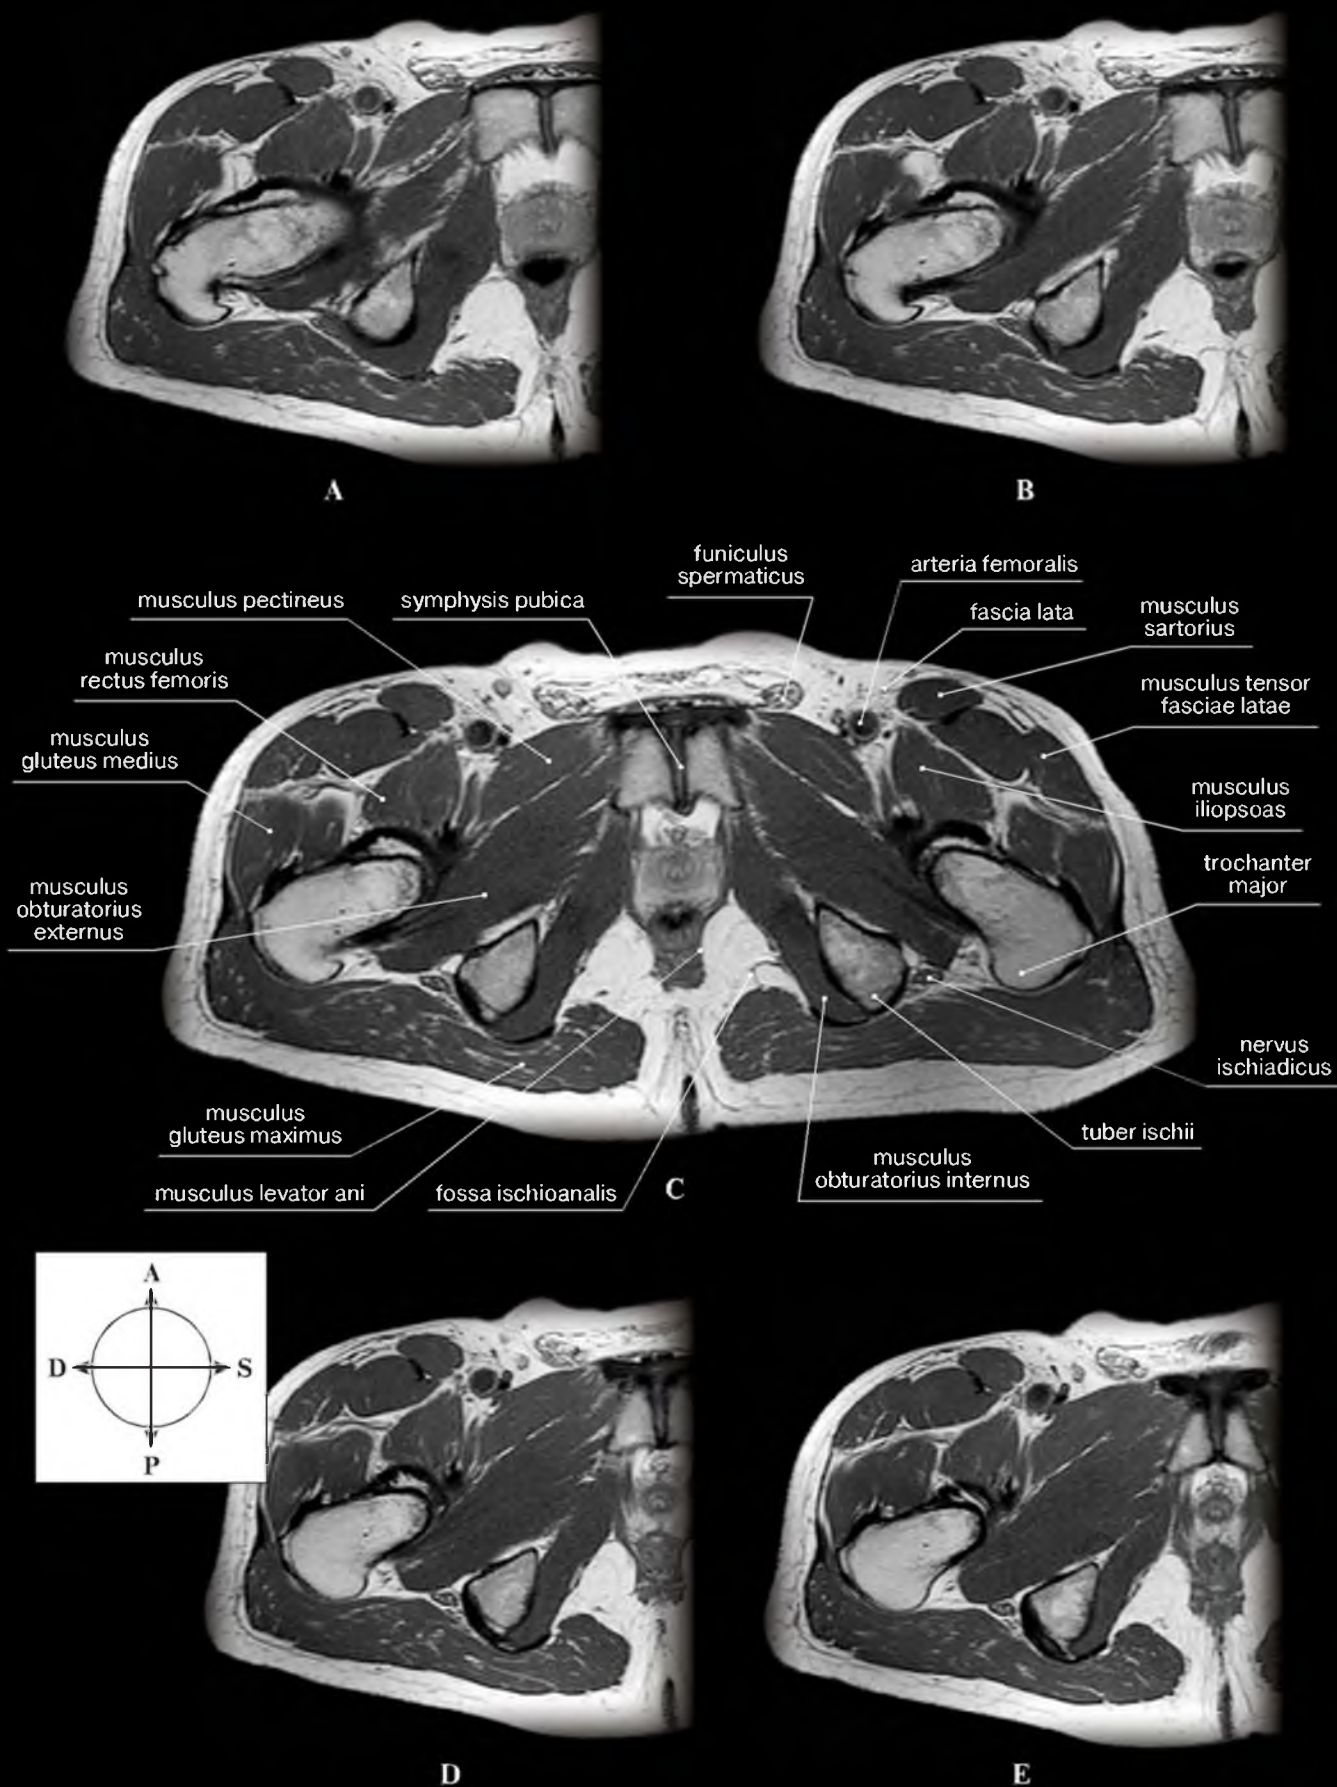 A
B
funiculus
spermaticus
arteria femoralis
musculus pectineus
symphysis pubica
fascia lata
musculus
sartorius
musculus
rectus femoris
musculus tensor
fasciae latae
musculus
gluteus medius
musculus
iliopsoas
trochanter
major
musculus
obturatorius
externus
nervus
ischiadicus
musculus
gluteus maximus
tuber ischii
musculus
obturatorius internus
musculus levator ani
fossa ischioanalis
C
A
D
S
P
D
E